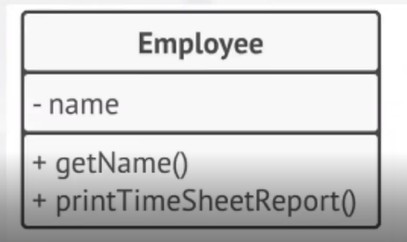 Employee
- name
+ getName()
+ printTimeSheetReport()